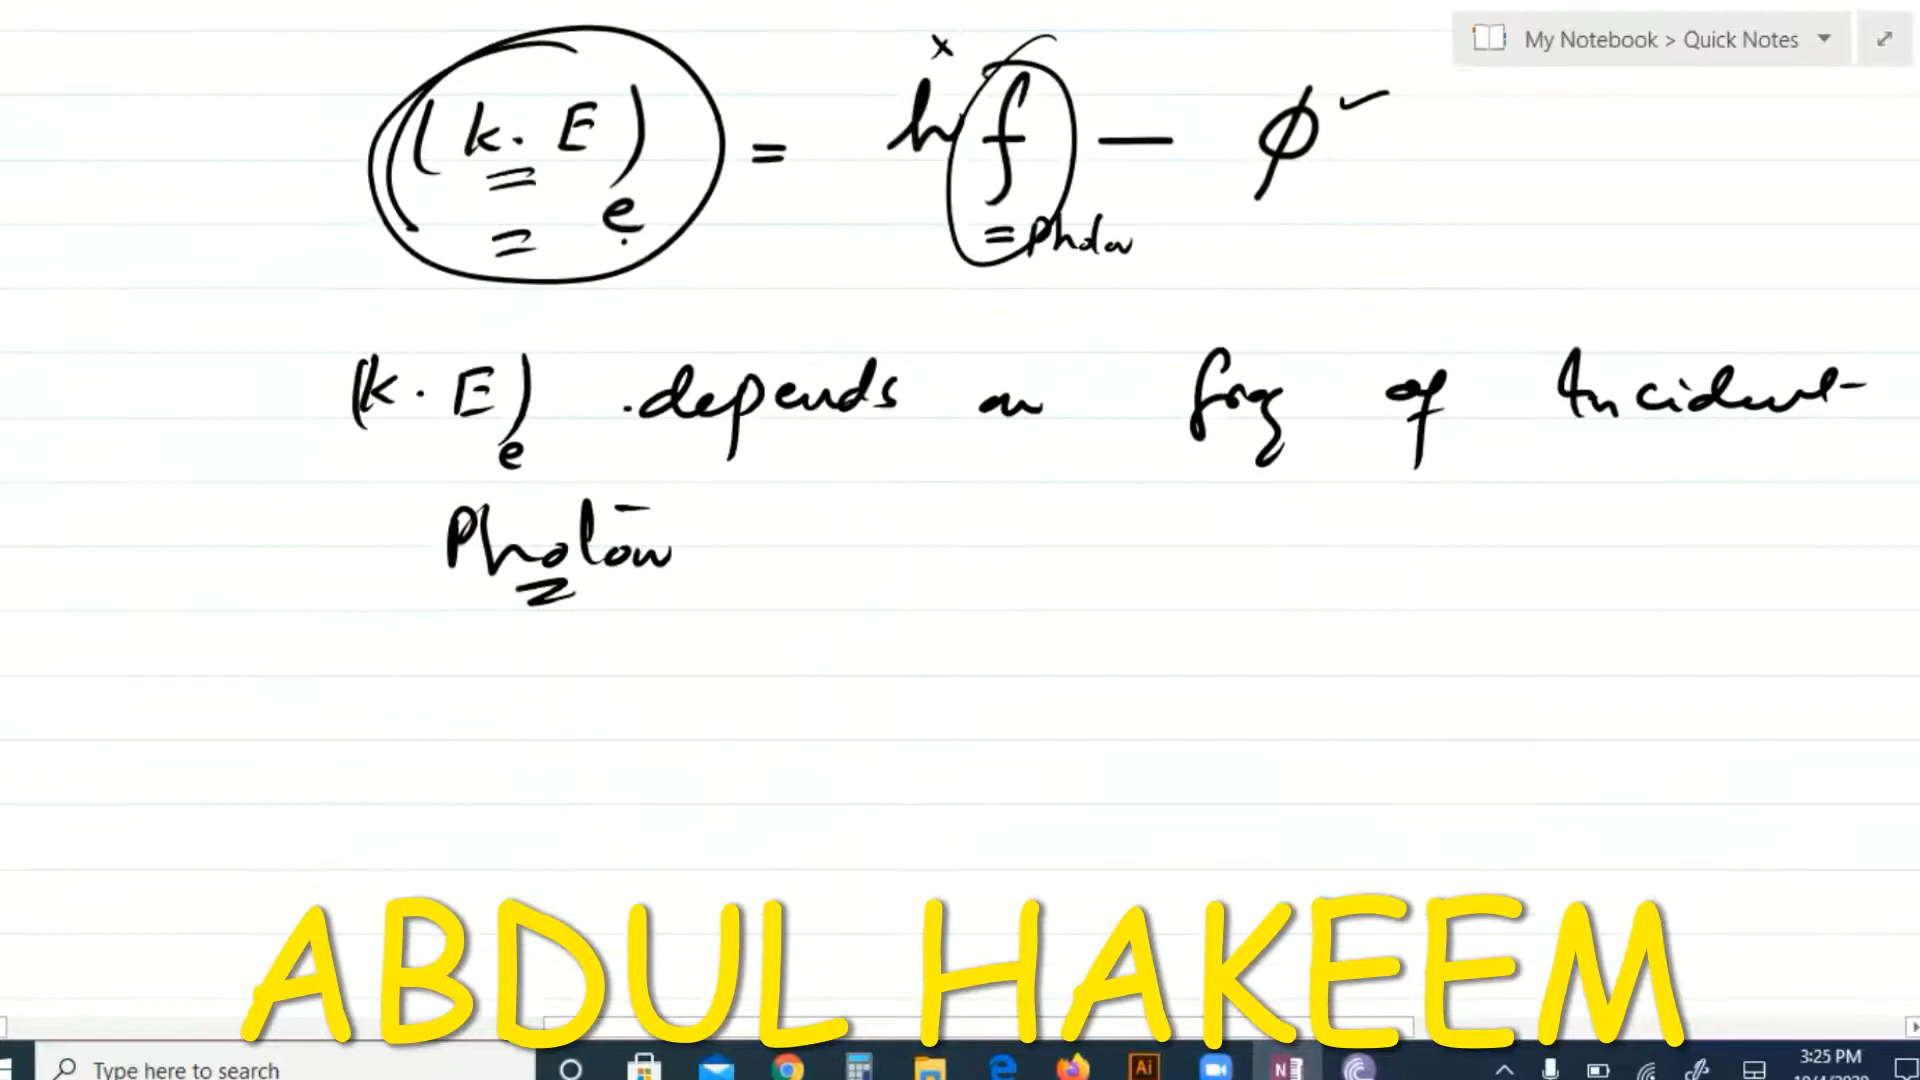 My Notebook > Quick Notes
(K.E)e = hf - φ
= Photon
(K.E)e depends on frq of Incident
Photon
ABDUL HAKEEM
Type here to search
3:25 PM